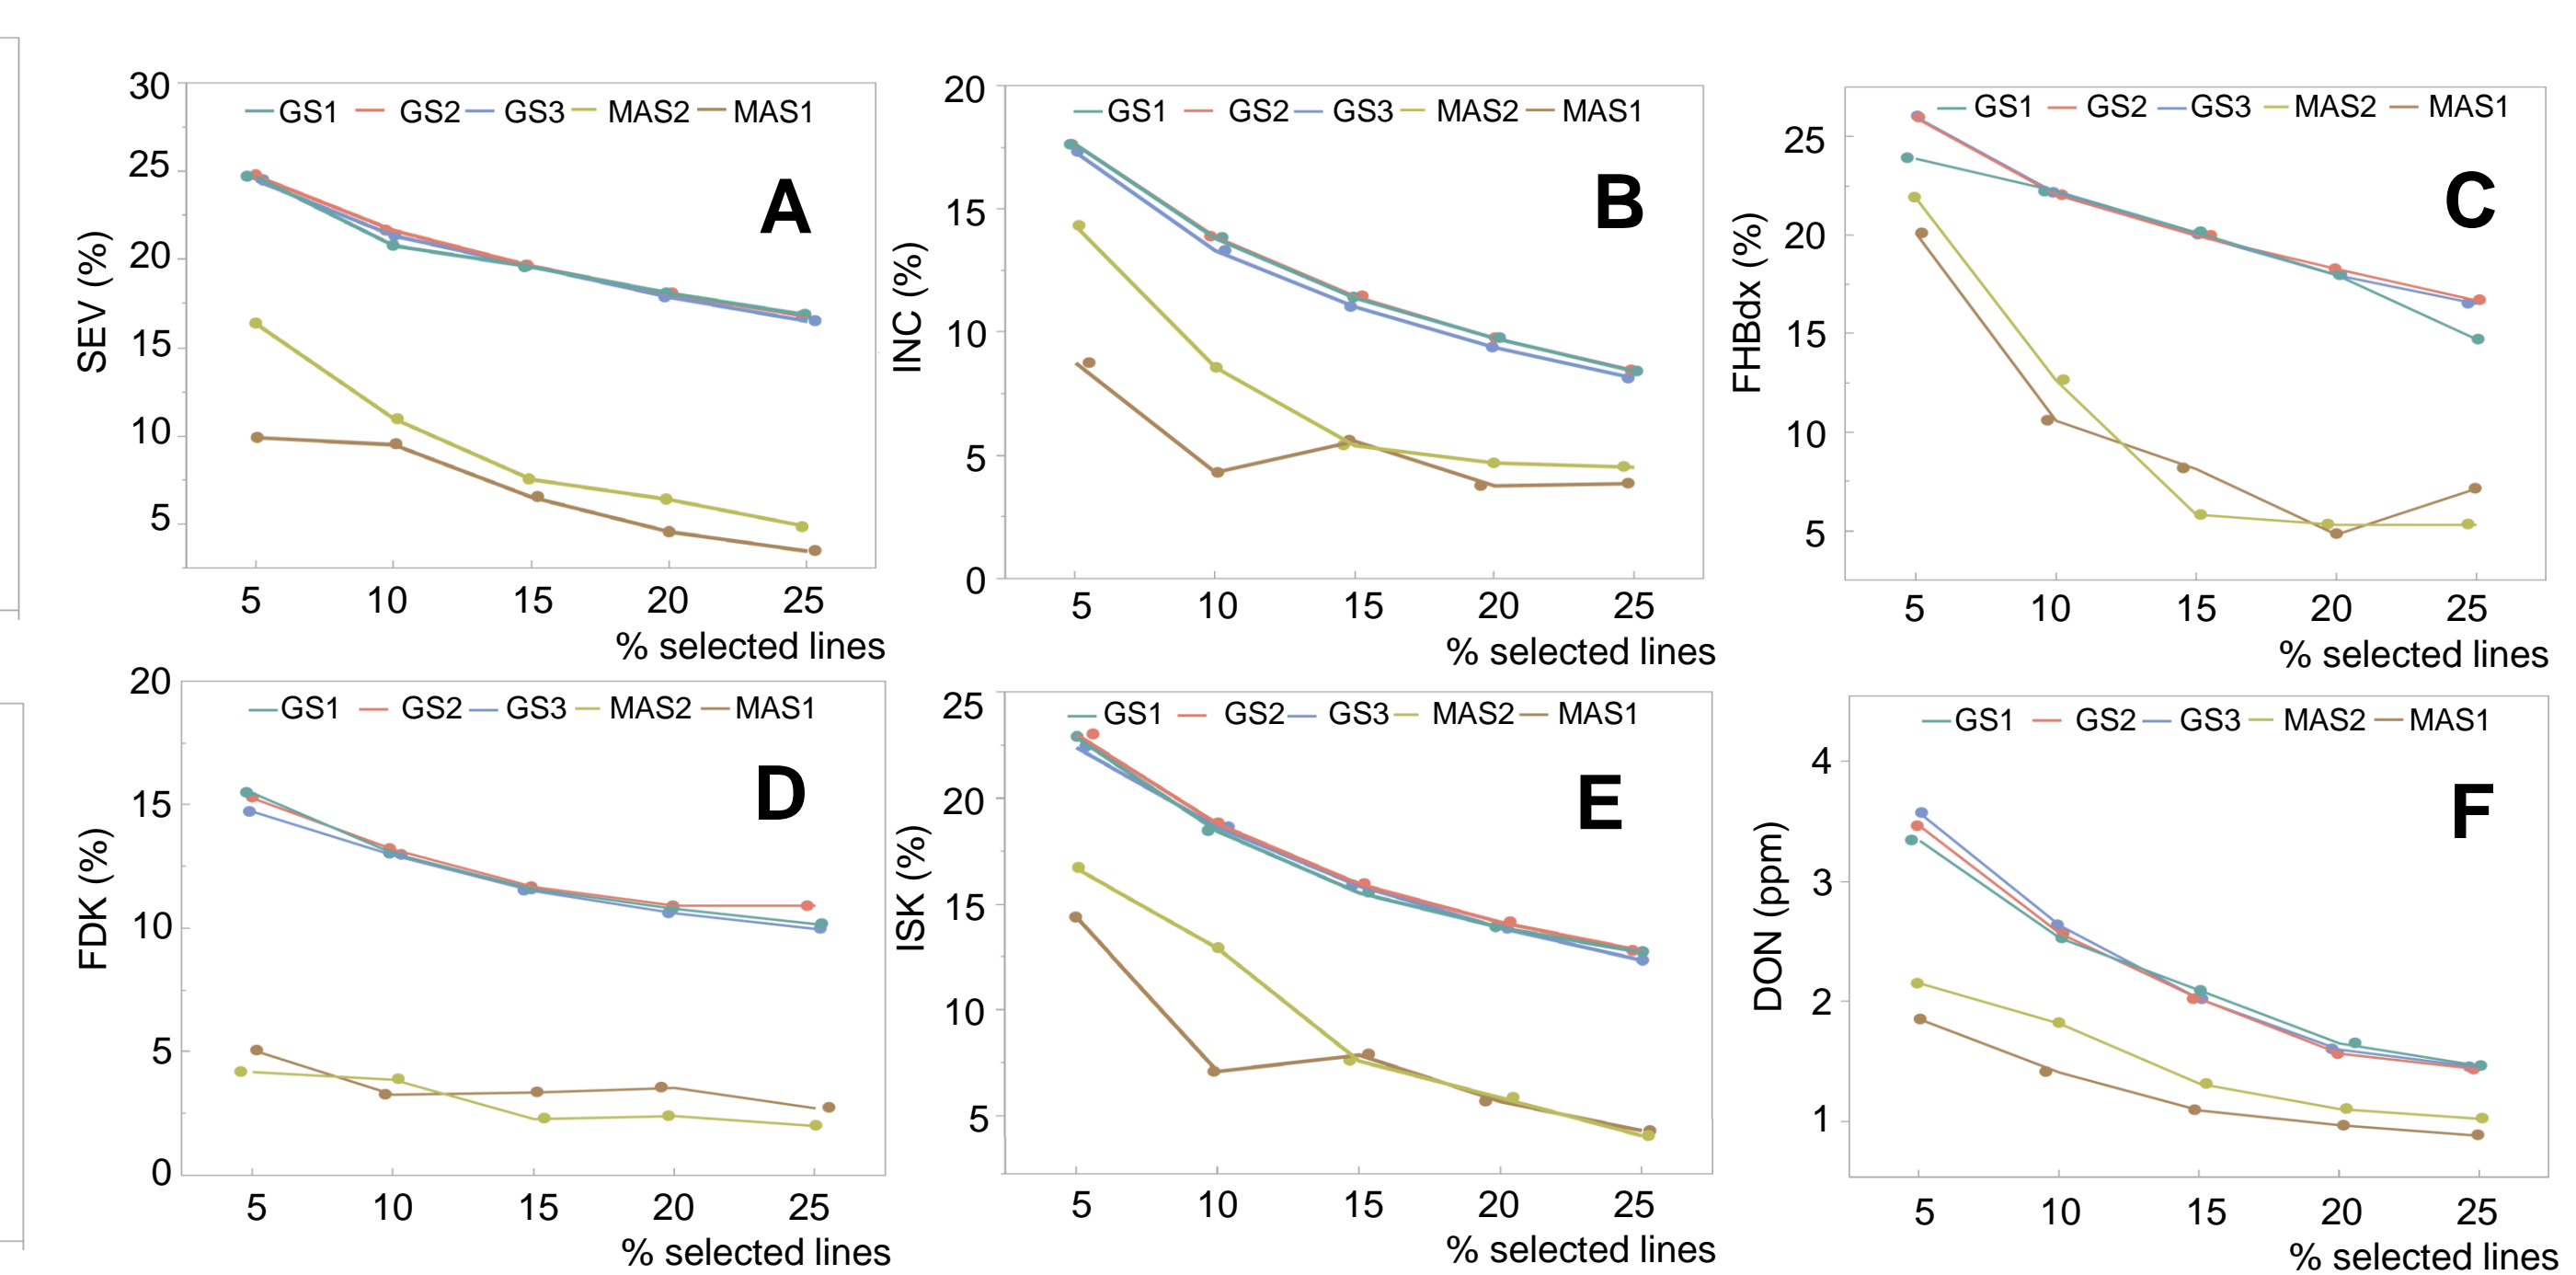 A
SEV (%)
30
25
20
15
10
5
GS1 GS2 GS3 MAS2 MAS1
5 10 15 20 25
% selected lines
B
INC (%)
20
15
10
5
0
GS1 GS2 GS3 MAS2 MAS1
5 10 15 20 25
% selected lines
C
FHBdx (%)
25
20
15
10
5
GS1 GS2 GS3 MAS2 MAS1
5 10 15 20 25
% selected lines
D
FDK (%)
20
15
10
5
0
GS1 GS2 GS3 MAS2 MAS1
5 10 15 20 25
% selected lines
E
ISK (%)
25
20
15
10
5
GS1 GS2 GS3 MAS2 MAS1
5 10 15 20 25
% selected lines
F
DON (ppm)
4
3
2
1
GS1 GS2 GS3 MAS2 MAS1
5 10 15 20 25
% selected lines